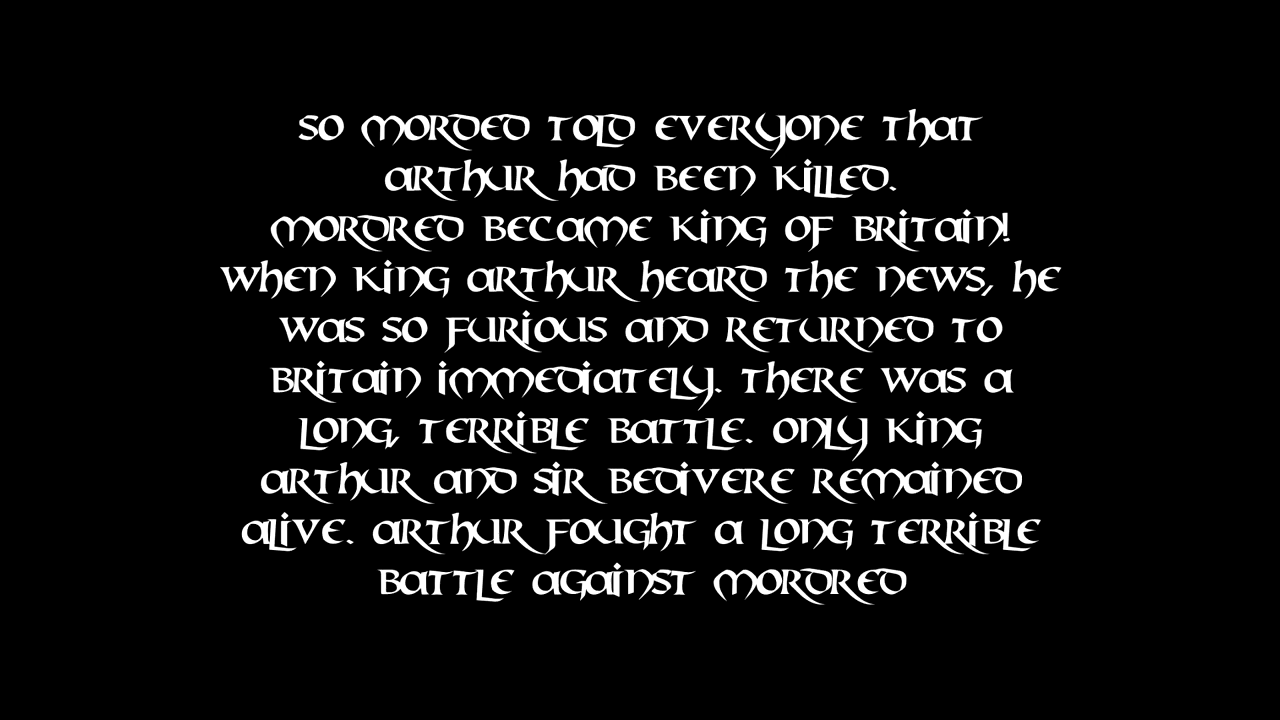 So Morded told everyone that
Arthur had been killed.
Mordred became King of Britain!
When King Arthur heard the news, he
was so furious and returned to
Britain immediately. There was a
long, terrible battle. Only King
Arthur and Sir Bedivere remained
alive. Arthur fought a long terrible
battle against Mordred